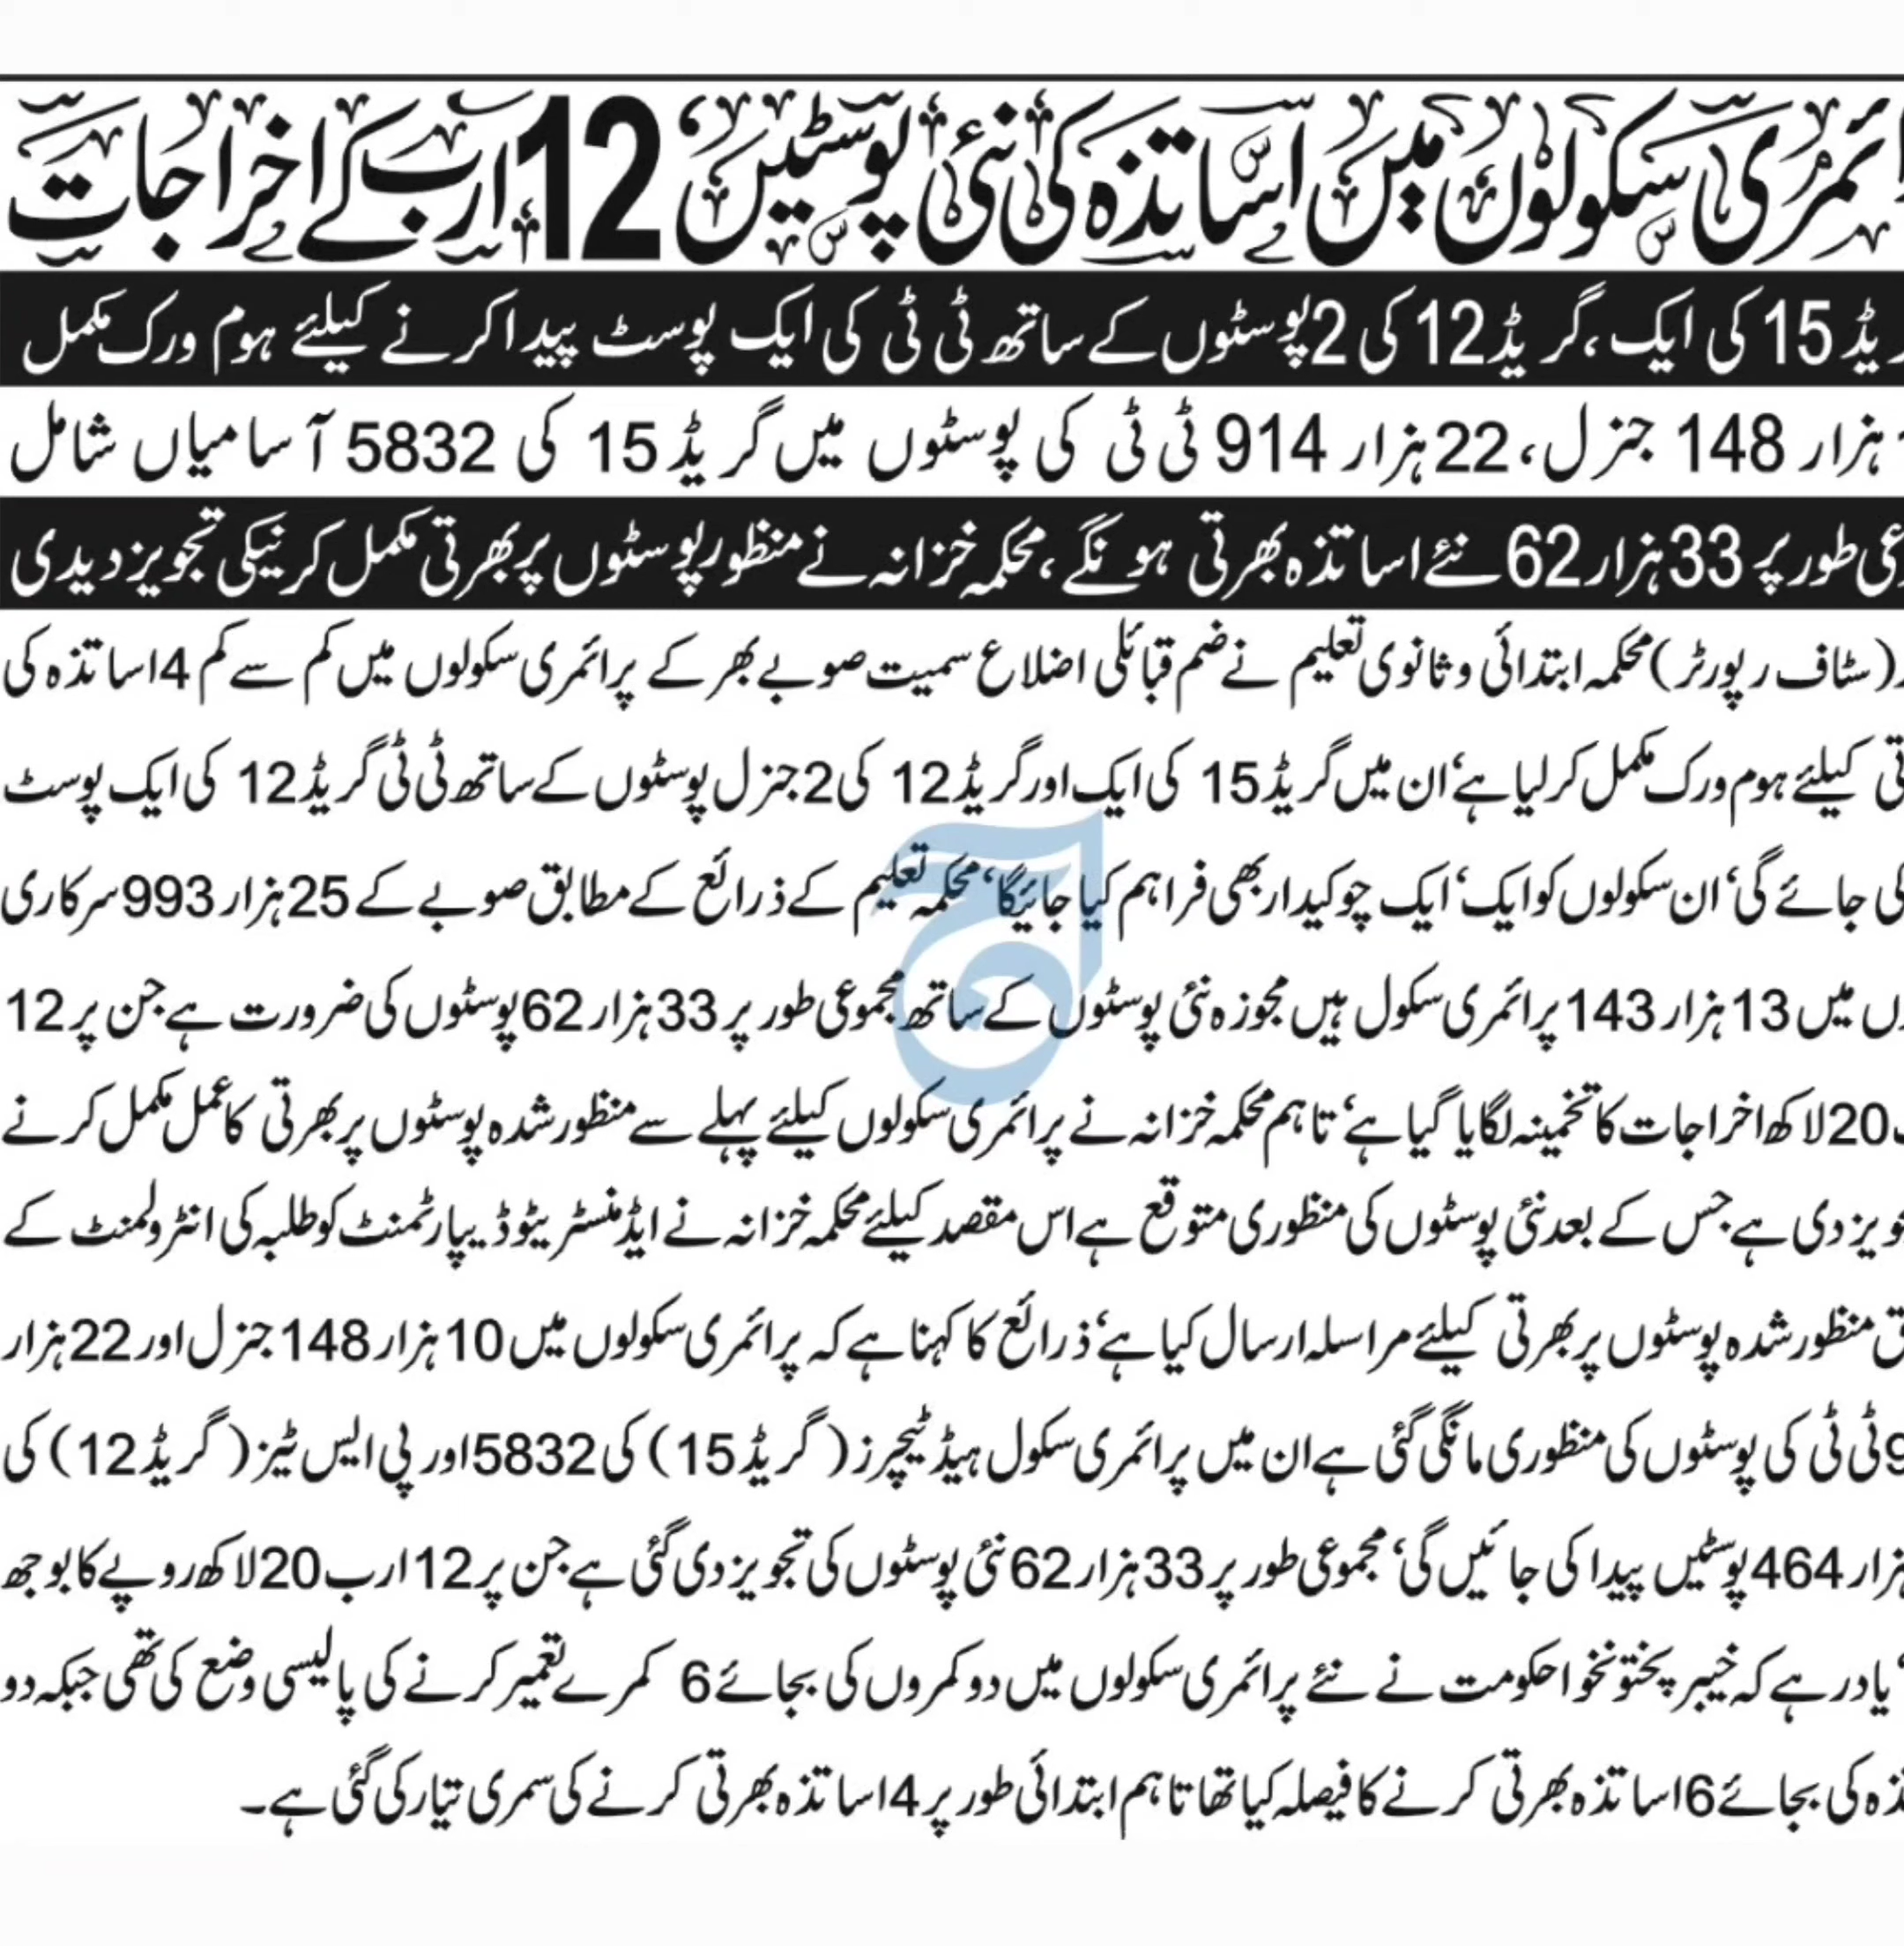 ائمری سکولوں میں اساتذہ کی نئی پوسٹیں، 12 ارب کے اخراجات
ریڈ 15 کی ایک، گریڈ 12 کی 2 پوسٹوں کے ساتھ ٹی ٹی کی ایک پوسٹ پیدا کرنے کیلئے ہوم ورک مکمل
ہزار 148 جنرل، 22 ہزار 914 ٹی ٹی کی پوسٹوں میں گریڈ 15 کی 5832 آسامیاں شامل
عی طور پر 33 ہزار 62 نئے اساتذہ بھرتی ہونگے، محکمہ خزانہ نے منظور پوسٹوں پر بھرتی مکمل کرنیکی تجویز دیدی
(سٹاف رپورٹر) محکمہ ابتدائی و ثانوی تعلیم نے ضم قبائلی اضلاع سمیت صوبے بھر کے پرائمری سکولوں میں کم سے کم 4 اساتذہ کی
تی کیلئے ہوم ورک مکمل کرلیا ہے‘ ان میں گریڈ 15 کی ایک اور گریڈ 12 کی 2 جنرل پوسٹوں کے ساتھ ٹی ٹی گریڈ 12 کی ایک پوسٹ
کی جائے گی‘ ان سکولوں کو ایک‘ ایک چوکیدار بھی فراہم کیا جائیگا‘ محکمہ تعلیم کے ذرائع کے مطابق صوبے کے 25 ہزار 993 سرکاری
ں میں 13 ہزار 143 پرائمری سکول ہیں مجوزہ نئی پوسٹوں کے ساتھ مجموعی طور پر 33 ہزار 62 پوسٹوں کی ضرورت ہے جن پر 12
20 لاکھ اخراجات کا تخمینہ لگایا گیا ہے‘ تاہم محکمہ خزانہ نے پرائمری سکولوں کیلئے پہلے سے منظور شدہ پوسٹوں پر بھرتی کا عمل مکمل کرنے
ویز دی ہے جس کے بعد نئی پوسٹوں کی منظوری متوقع ہے اس مقصد کیلئے محکمہ خزانہ نے ایڈمنسٹریٹو ڈیپارٹمنٹ کو طلبہ کی انٹرولمنٹ کے
ق منظور شدہ پوسٹوں پر بھرتی کیلئے مراسلہ ارسال کیا ہے‘ ذرائع کا کہنا ہے کہ پرائمری سکولوں میں 10 ہزار 148 جنرل اور 22 ہزار
9 ٹی ٹی کی پوسٹوں کی منظوری مانگی گئی ہے ان میں پرائمری سکول ہیڈ ٹیچرز (گریڈ 15) کی 5832 اور پی ایس ٹیز (گریڈ 12) کی
ہزار 464 پوسٹیں پیدا کی جائیں گی‘ مجموعی طور پر 33 ہزار 62 نئی پوسٹوں کی تجویز دی گئی ہے جن پر 12 ارب 20 لاکھ روپے کا بوجھ
‘ یاد رہے کہ خیبر پختونخوا حکومت نے نئے پرائمری سکولوں میں دو کمروں کی بجائے 6 کمرے تعمیر کرنے کی پالیسی وضع کی تھی جبکہ دو
ذہ کی بجائے 6 اساتذہ بھرتی کرنے کا فیصلہ کیا تھا تاہم ابتدائی طور پر 4 اساتذہ بھرتی کرنے کی سمری تیار کی گئی ہے۔